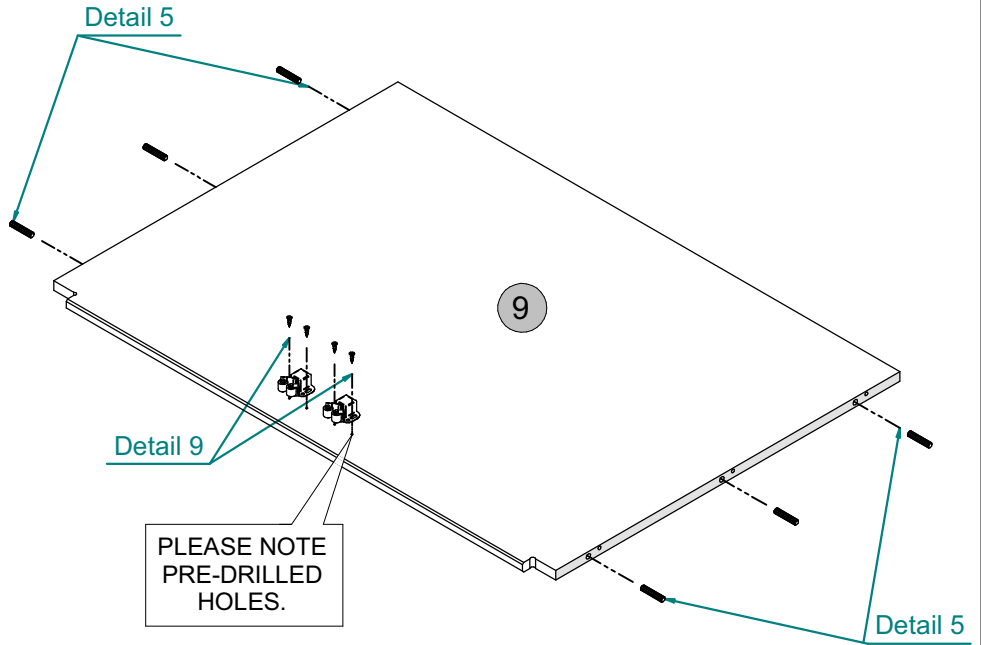 Detail 5
9
Detail 9
PLEASE NOTE
PRE-DRILLED
HOLES.
Detail 5